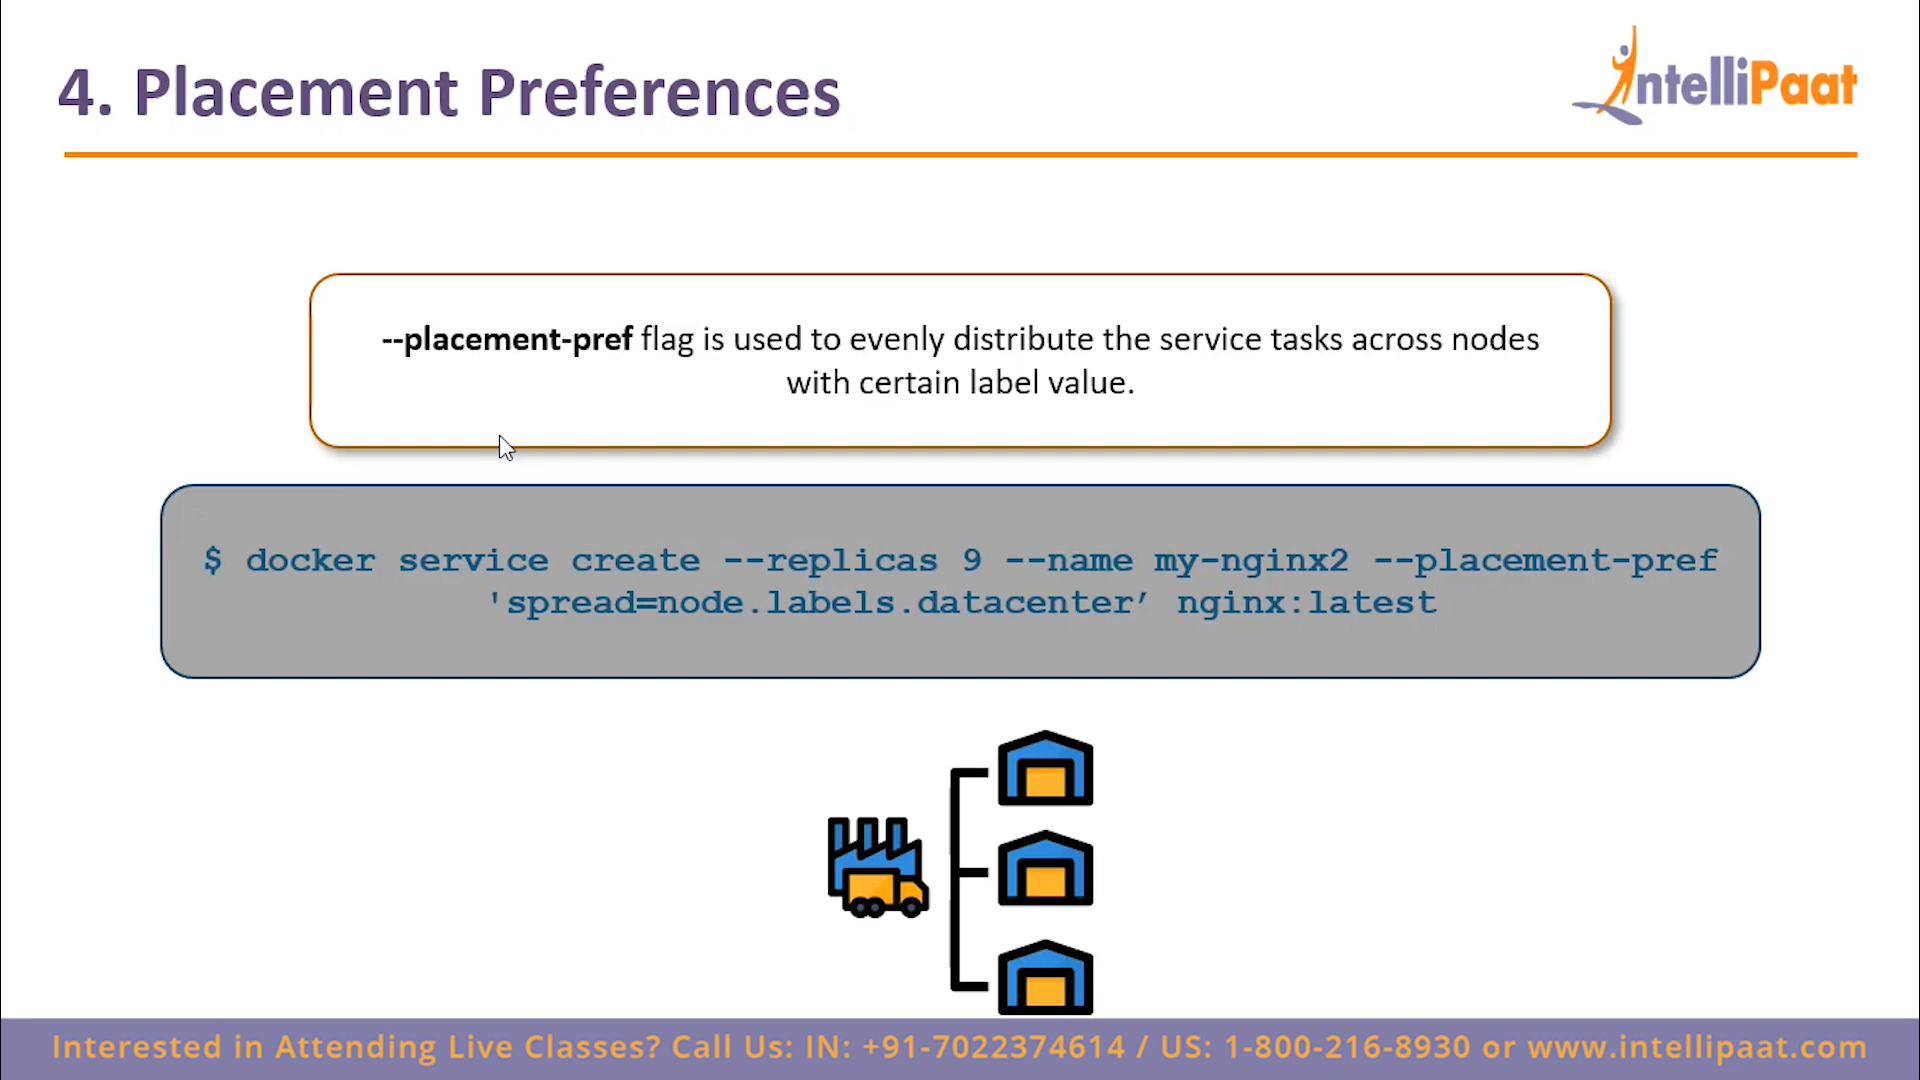 4. Placement Preferences
IntelliPaat
--placement-pref flag is used to evenly distribute the service tasks across nodes
with certain label value.
$ docker service create --replicas 9 --name my-nginx2 --placement-pref
'spread=node.labels.datacenter’ nginx:latest
Interested in Attending Live Classes? Call Us: IN: +91-7022374614 / US: 1-800-216-8930 or www.intellipaat.com